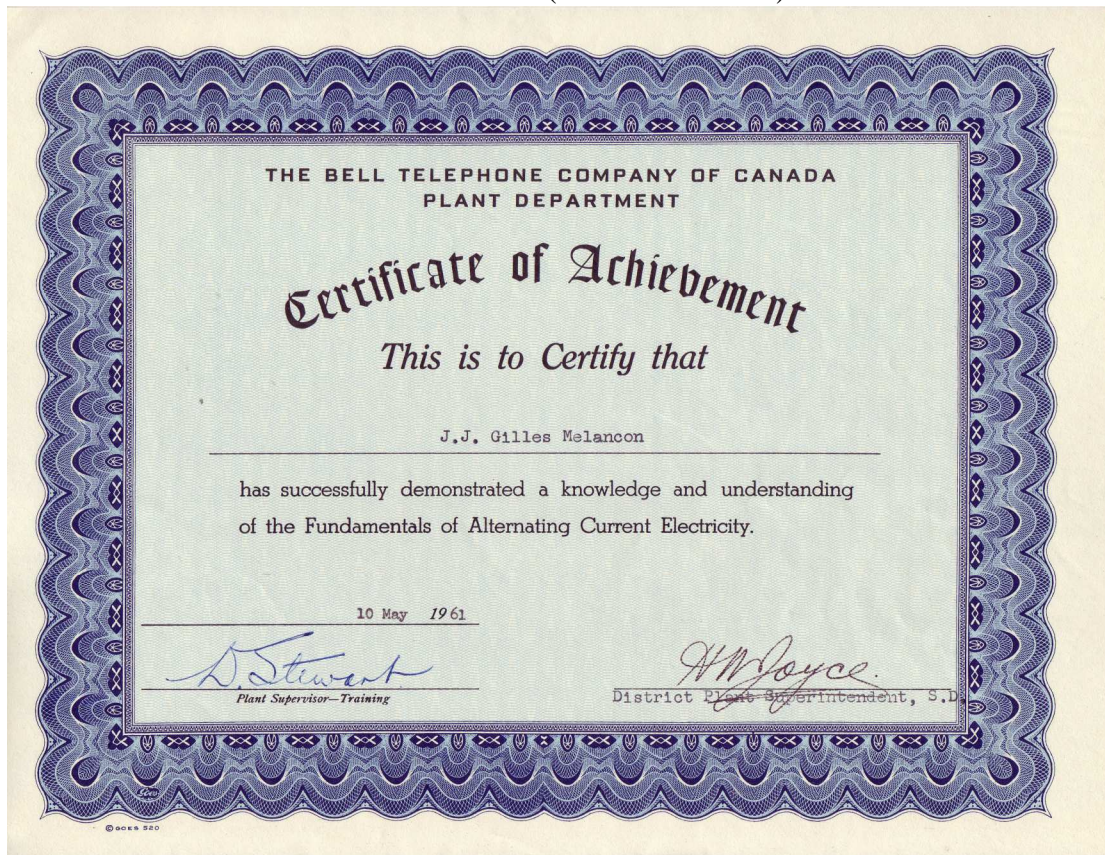 THE BELL TELEPHONE COMPANY OF CANADA
PLANT DEPARTMENT
Certificate of Achievement
This is to Certify that
J.J. Gilles Melancon
has successfully demonstrated a knowledge and understanding
of the Fundamentals of Alternating Current Electricity.
10 May 1961
D. Stewart
Plant Supervisor—Training
HW Joyce.
District Plant Superintendent, S.D.
©GOES 520